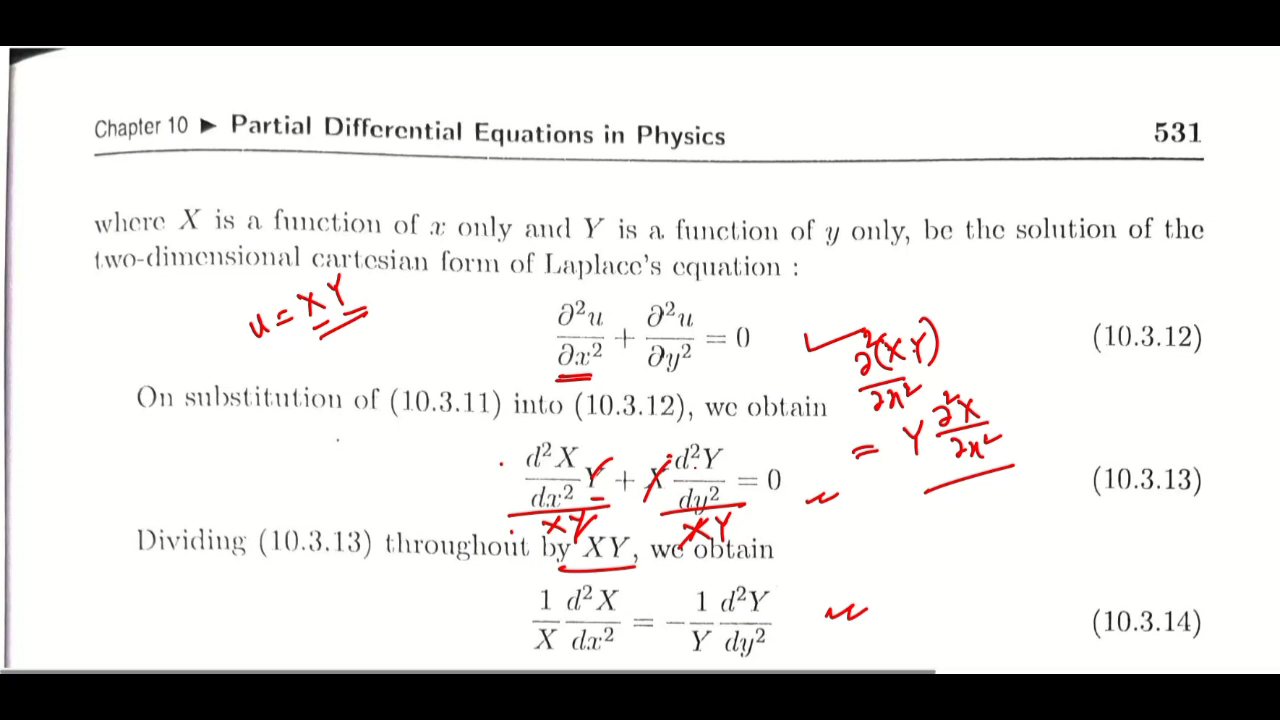 Chapter 10 ► Partial Differential Equations in Physics 531
where X is a function of x only and Y is a function of y only, be the solution of the
two-dimensional cartesian form of Laplace's equation :
u = XY
∂²u/∂x² + ∂²u/∂y² = 0 (10.3.12)
∂²(XY)/∂x²
On substitution of (10.3.11) into (10.3.12), we obtain
= Y ∂²X/∂x²
d²X/dx² Y + X d²Y/dy² = 0 (10.3.13)
XY XY
Dividing (10.3.13) throughout by XY, we obtain
1/X d²X/dx² = − 1/Y d²Y/dy² (10.3.14)